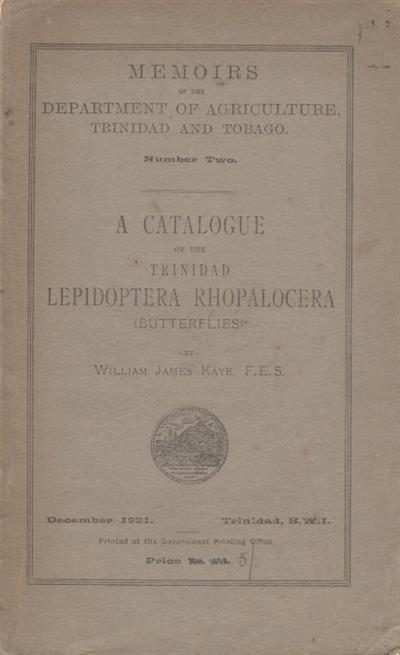 MEMOIRS
OF THE
DEPARTMENT OF AGRICULTURE,
TRINIDAD AND TOBAGO.
Number Two.
A CATALOGUE
OF THE
TRINIDAD
LEPIDOPTERA RHOPALOCERA
(BUTTERFLIES)
-BY-
WILLIAM JAMES KAYE, F.E.S.
December 1921. Trinidad, B.W.I.
Printed at the Government Printing Office.
Price 5/